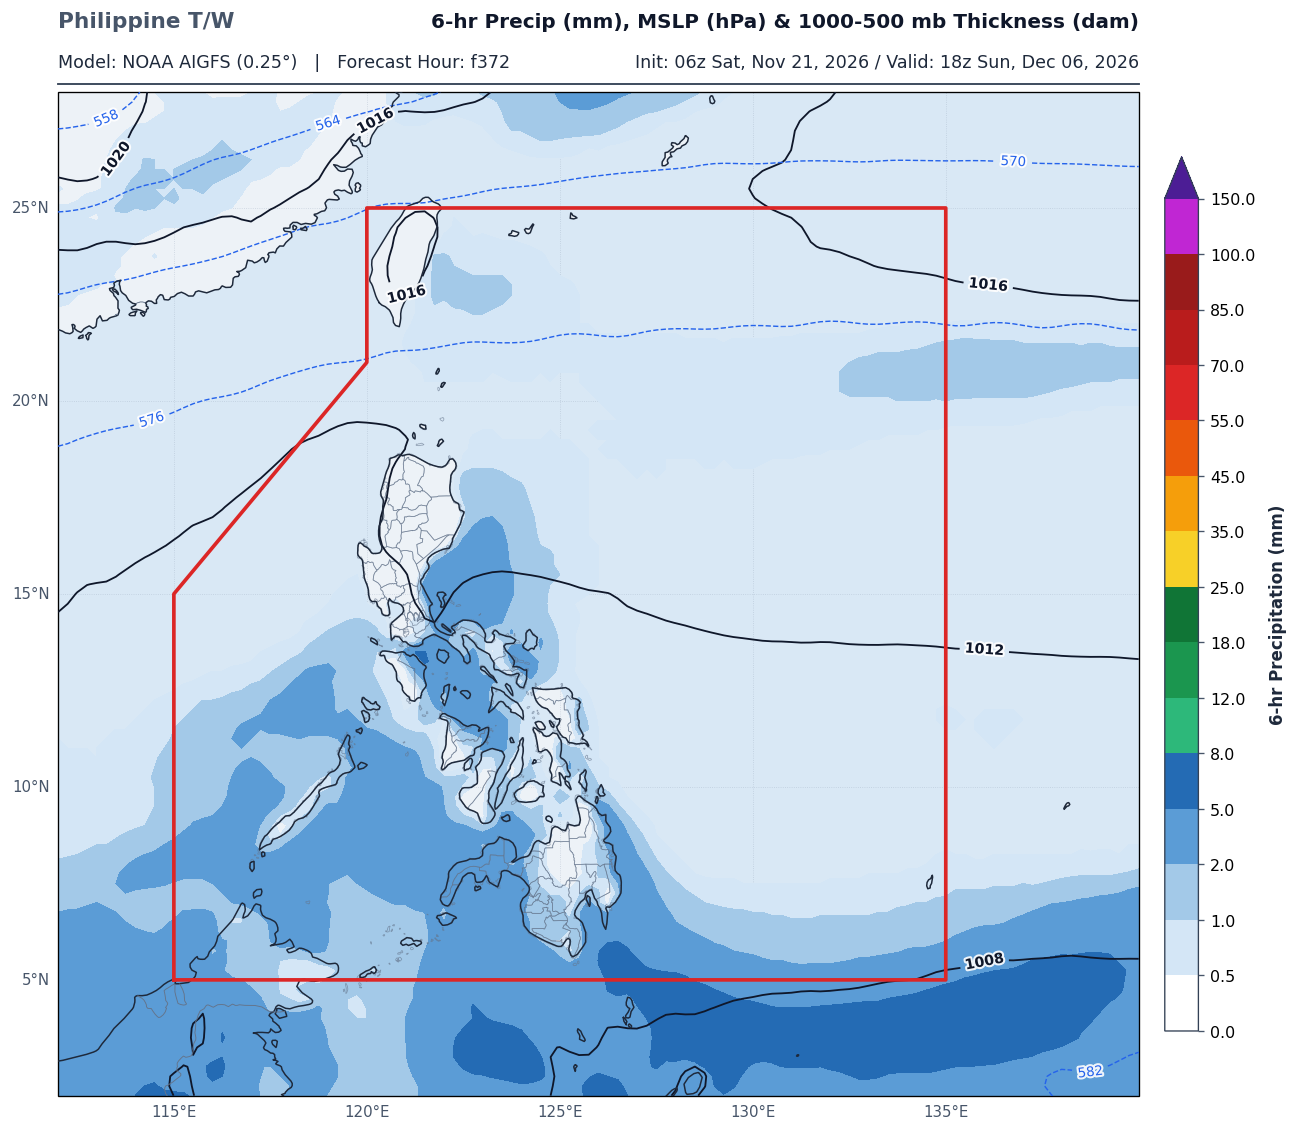 Philippine T/W
6-hr Precip (mm), MSLP (hPa) & 1000-500 mb Thickness (dam)
Model: NOAA AIGFS (0.25°) | Forecast Hour: f372
Init: 06z Sat, Nov 21, 2026 / Valid: 18z Sun, Dec 06, 2026
558
564
1016
1020
570
25°N
1016
1016
20°N
576
15°N
1012
10°N
1008
5°N
582
115°E
120°E
125°E
130°E
135°E
150.0
100.0
85.0
70.0
55.0
45.0
35.0
25.0
18.0
12.0
8.0
5.0
2.0
1.0
0.5
0.0
6-hr Precipitation (mm)